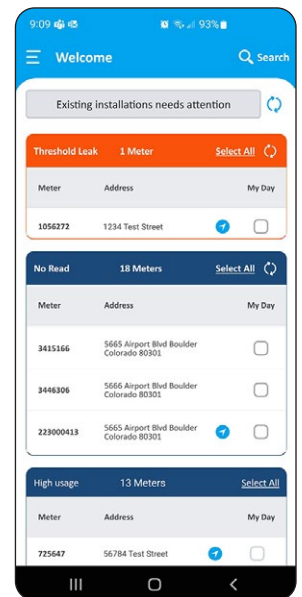 9:09 93%
Welcome Search
Existing installations needs attention
Threshold Leak 1 Meter Select All
Meter Address My Day
1056272 1234 Test Street
No Read 18 Meters Select All
Meter Address My Day
3415166 5665 Airport Blvd Boulder
Colorado 80301
3446306 5666 Airport Blvd Boulder
Colorado 80301
223000413 5665 Airport Blvd Boulder
Colorado 80301
High usage 13 Meters Select All
Meter Address My Day
725647 56784 Test Street